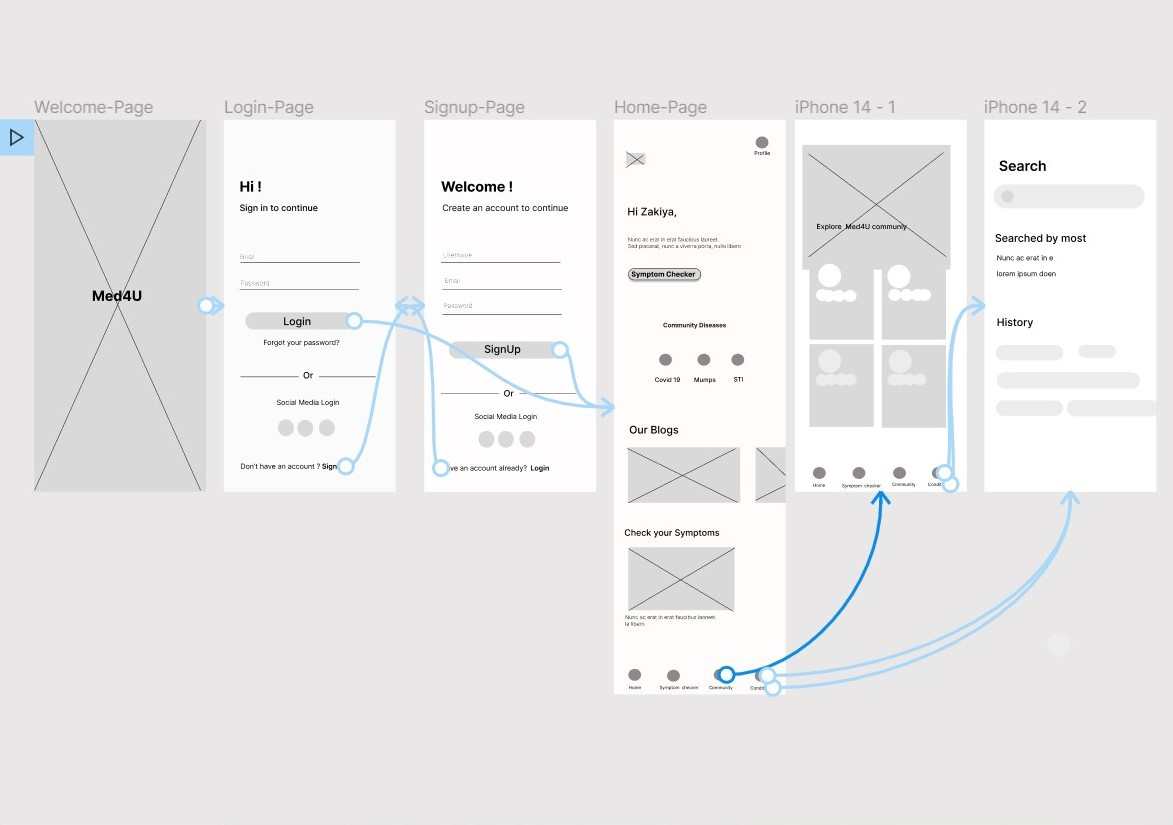 Welcome-Page
Med4U
Login-Page
Hi !
Sign in to continue
Email
Password
Login
Forgot your password?
Or
Social Media Login
Don't have an account ? Sign
Signup-Page
Welcome !
Create an account to continue
Username
Email
Password
SignUp
Or
Social Media Login
ve an account already? Login
Home-Page
Profile
Hi Zakiya,
Nunc ac erat in erat faucibus laoreet.
Sed placerat, nunc a viverra porta, nulla libero
Symptom Checker
Community Diseases
Covid 19
Mumps
STI
Our Blogs
Check your Symptoms
Nunc ac erat in erat faucibus laoreet.
la libero
Home
Symptom checker
Community
Condi
iPhone 14 - 1
Explore Med4U communiy
Home
Symptom checker
Community
Condi
iPhone 14 - 2
Search
Searched by most
Nunc ac erat in e
lorem ipsum doen
History